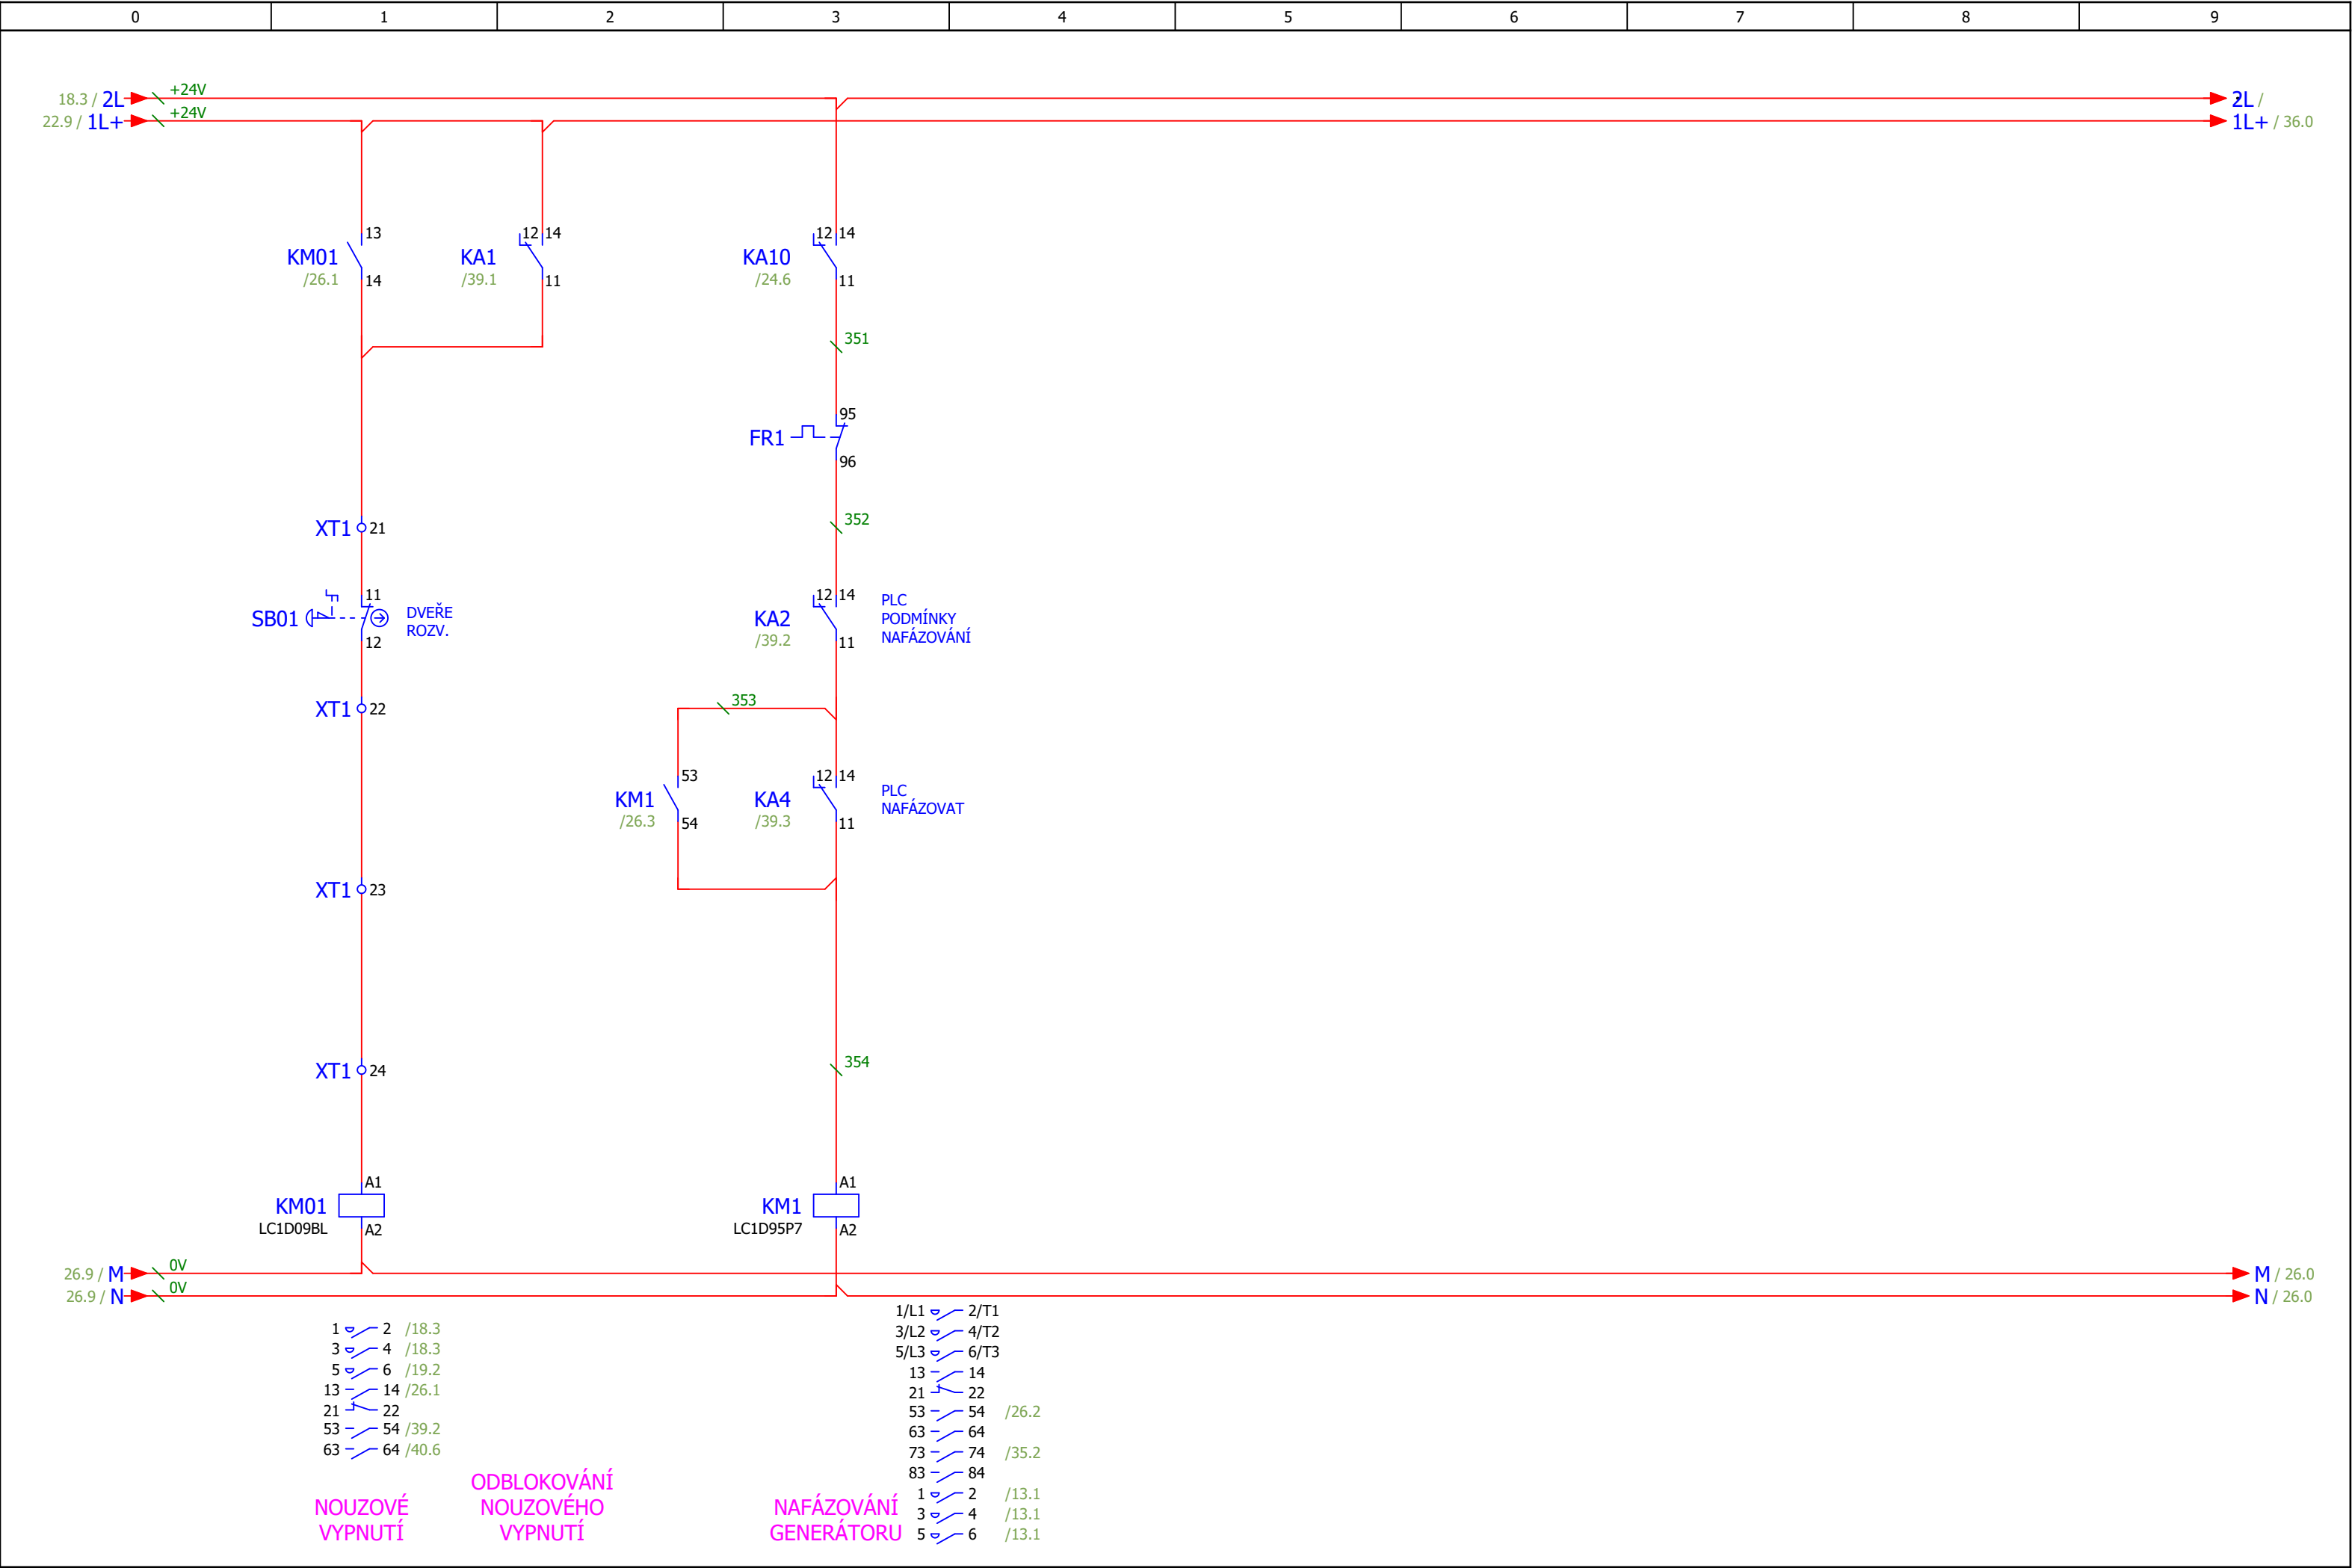 0 1 2 3 4 5 6 7 8 9
18.3 / 2L +24V 2L /
22.9 / 1L+ +24V 1L+ / 36.0
13 12 14 12 14
KM01 KA1 KA10
/26.1 /39.1 /24.6
14 11 11
351
95
FR1
96
XT1 21 352
11 12 14 PLC
SB01 DVEŘE KA2 PODMÍNKY
ROZV. /39.2 NAFÁZOVÁNÍ
12 11
XT1 22 353
53 12 14
KM1 KA4 PLC
/26.3 /39.3 NAFÁZOVAT
54 11
XT1 23
XT1 24 354
A1 A1
KM01 KM1
LC1D09BL A2 LC1D95P7 A2
26.9 / M 0V M / 26.0
26.9 / N 0V N / 26.0
1 2 /18.3
3 4 /18.3
5 6 /19.2
13 14 /26.1
21 22
53 54 /39.2
63 64 /40.6
1/L1 2/T1
3/L2 4/T2
5/L3 6/T3
13 14
21 22
53 54 /26.2
63 64
73 74 /35.2
83 84
1 2 /13.1
3 4 /13.1
5 6 /13.1
NOUZOVÉ
VYPNUTÍ
ODBLOKOVÁNÍ
NOUZOVÉHO
VYPNUTÍ
NAFÁZOVÁNÍ
GENERÁTORU